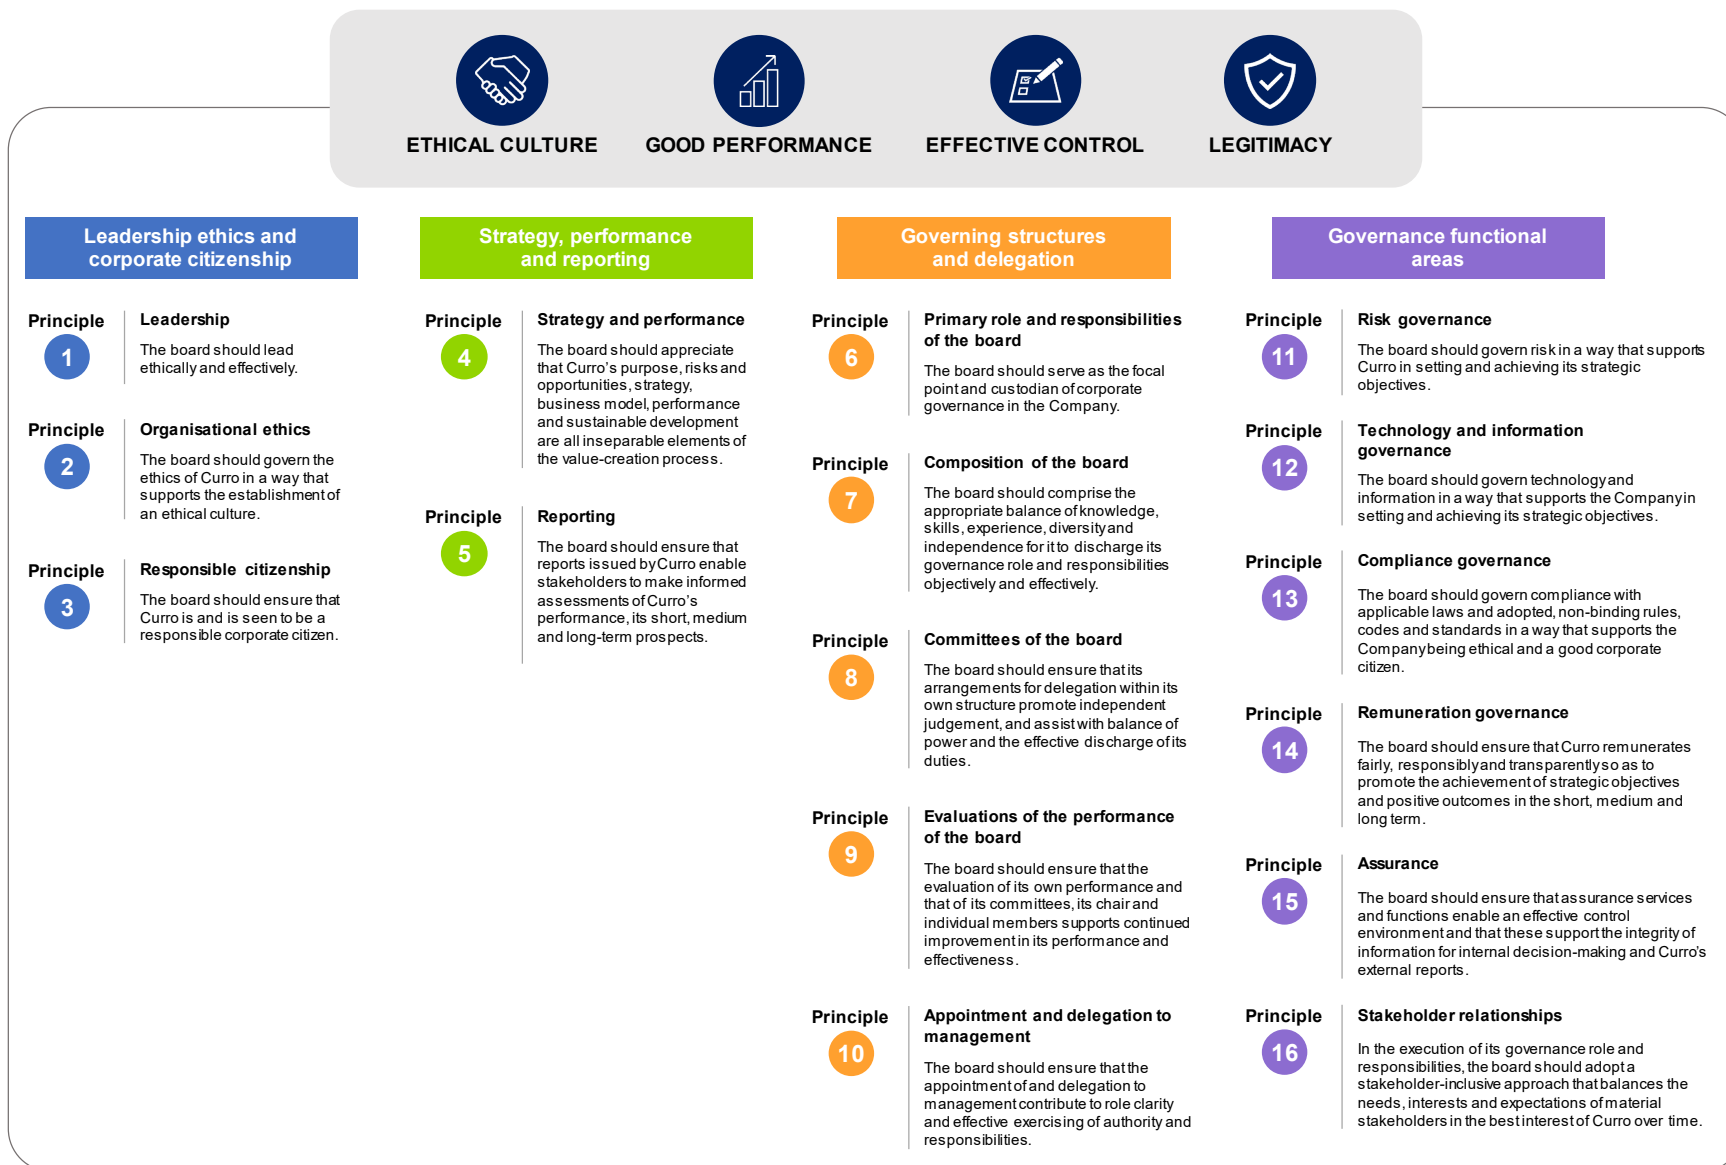 ETHICAL CULTURE
GOOD PERFORMANCE
EFFECTIVE CONTROL
LEGITIMACY
Leadership ethics and
corporate citizenship
Principle
1
Leadership
The board should lead
ethically and effectively.
Principle
2
Organisational ethics
The board should govern the
ethics of Curro in a way that
supports the establishment of
an ethical culture.
Principle
3
Responsible citizenship
The board should ensure that
Curro is and is seen to be a
responsible corporate citizen.
Strategy, performance
and reporting
Principle
4
Strategy and performance
The board should appreciate
that Curro's purpose, risks and
opportunities, strategy,
business model, performance
and sustainable development
are all inseparable elements of
the value-creation process.
Principle
5
Reporting
The board should ensure that
reports issued by Curro enable
stakeholders to make informed
assessments of Curro's
performance, its short, medium
and long-term prospects.
Governing structures
and delegation
Principle
6
Primary role and responsibilities
of the board
The board should serve as the focal
point and custodian of corporate
governance in the Company.
Principle
7
Composition of the board
The board should comprise the
appropriate balance of knowledge,
skills, experience, diversity and
independence for it to discharge its
governance role and responsibilities
objectively and effectively.
Principle
8
Committees of the board
The board should ensure that its
arrangements for delegation within its
own structure promote independent
judgement, and assist with balance of
power and the effective discharge of its
duties.
Principle
9
Evaluations of the performance
of the board
The board should ensure that the
evaluation of its own performance and
that of its committees, its chair and
individual members supports continued
improvement in its performance and
effectiveness.
Principle
10
Appointment and delegation to
management
The board should ensure that the
appointment of and delegation to
management contribute to role clarity
and effective exercising of authority and
responsibilities.
Governance functional
areas
Principle
11
Risk governance
The board should govern risk in a way that supports
Curro in setting and achieving its strategic
objectives.
Principle
12
Technology and information
governance
The board should govern technology and
information in a way that supports the Company in
setting and achieving its strategic objectives.
Principle
13
Compliance governance
The board should govern compliance with
applicable laws and adopted, non-binding rules,
codes and standards in a way that supports the
Company being ethical and a good corporate
citizen.
Principle
14
Remuneration governance
The board should ensure that Curro remunerates
fairly, responsibly and transparently so as to
promote the achievement of strategic objectives
and positive outcomes in the short, medium and
long term.
Principle
15
Assurance
The board should ensure that assurance services
and functions enable an effective control
environment and that these support the integrity of
information for internal decision-making and Curro's
external reports.
Principle
16
Stakeholder relationships
In the execution of its governance role and
responsibilities, the board should adopt a
stakeholder-inclusive approach that balances the
needs, interests and expectations of material
stakeholders in the best interest of Curro over time.